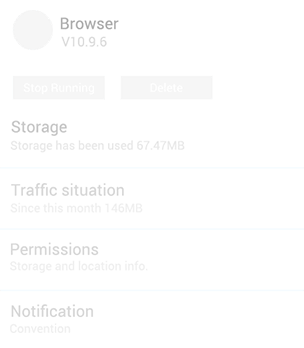 Browser
V10.9.6
Stop Running
Delete
Storage
Storage has been used 67.47MB
Traffic situation
Since this month 146MB
Permissions
Storage and location info.
Notification
Convention